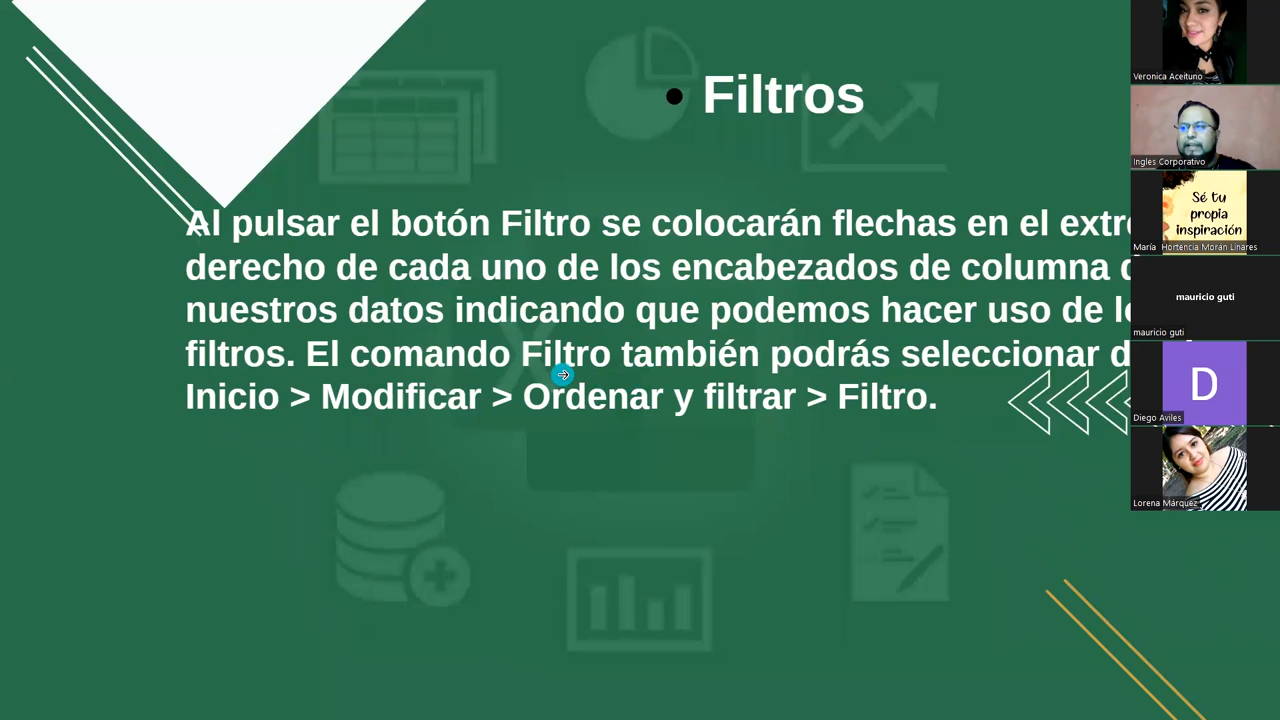 Filtros
Al pulsar el botón Filtro se colocarán flechas en el
derecho de cada uno de los encabezados de columna
nuestros datos indicando que podemos hacer uso de
filtros. El comando Filtro también podrás seleccionar
Inicio > Modificar > Ordenar y filtrar > Filtro.
Veronica Aceituno
Ingles Corporativo
Sé tu
propia
inspiración
María Hortencia Morán Linares
mauricio guti
mauricio guti
D
Diego Aviles
Lorena Márquez